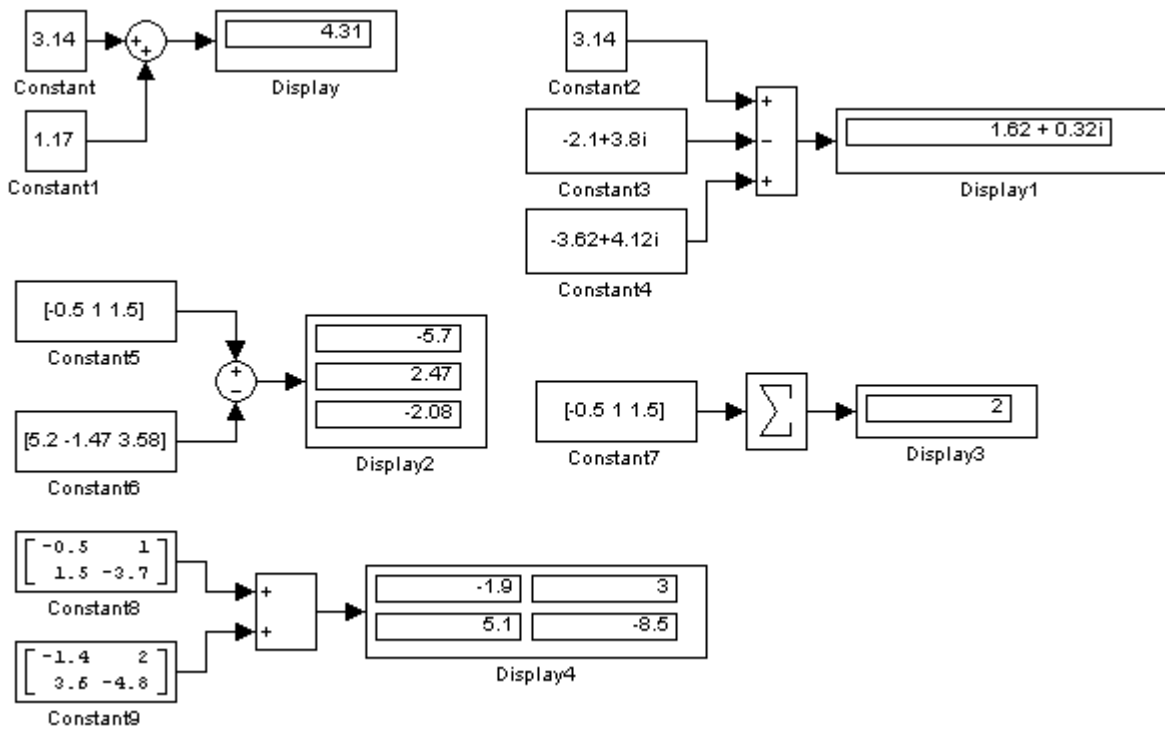 3.14
+
+
4.31
Constant
Display
1.17
Constant1
3.14
Constant2
+
-2.1+3.8i
−
1.62 + 0.32i
Constant3
+
Display1
-3.62+4.12i
Constant4
[-0.5 1 1.5]
Constant5
+
−
-5.7
2.47
-2.08
Display2
[5.2 -1.47 3.58]
Constant6
[-0.5 1 1.5]
Constant7
∑
2
Display3
-0.5 1
1.5 -3.7
Constant8
+
+
-1.9 3
5.1 -8.5
Display4
-1.4 2
3.6 -4.8
Constant9